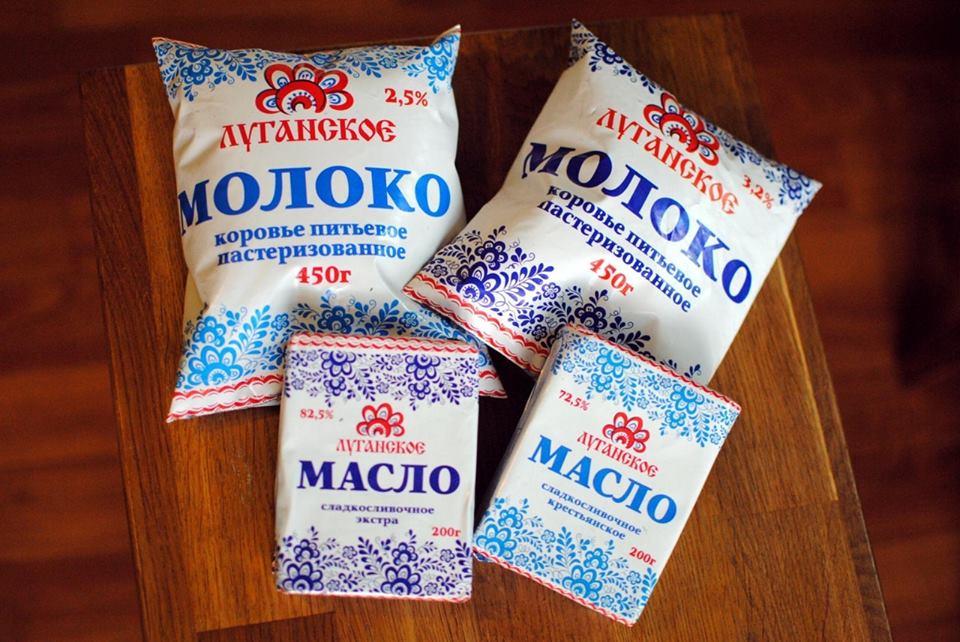 2,5%
ЛУГАНСКОЕ
МОЛОКО
коровье питьевое
пастеризованное
450г
ЛУГАНСКОЕ
3,2%
МОЛОКО
коровье питьевое
пастеризованное
450г
82,5%
ЛУГАНСКОЕ
МАСЛО
сладкосливочное
экстра
200г
72,5%
ЛУГАНСКОЕ
МАСЛО
сладкосливочное
крестьянское
200г